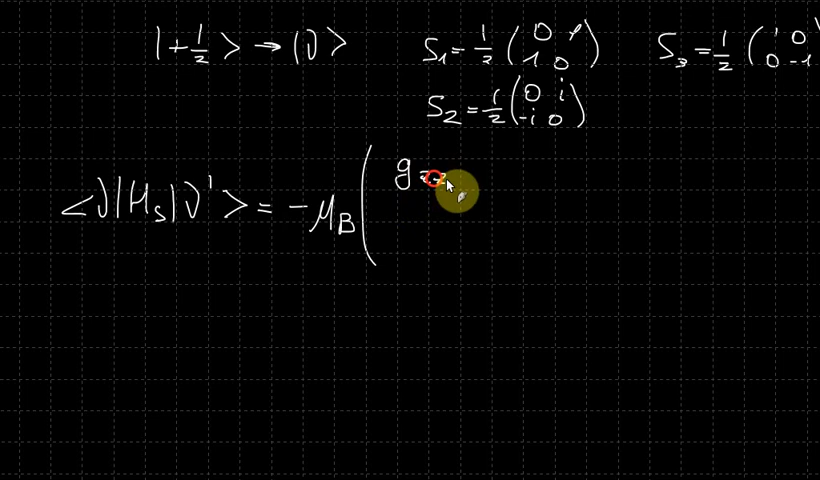 |+1/2> → |ν> S₁ = 1/2 (0 1 / 1 0) S₃ = 1/2 (1 0 / 0 -1)
S₂ = 1/2 (0 i / -i 0)
<ν|H_S|ν'> = -μ_B ( g_zz